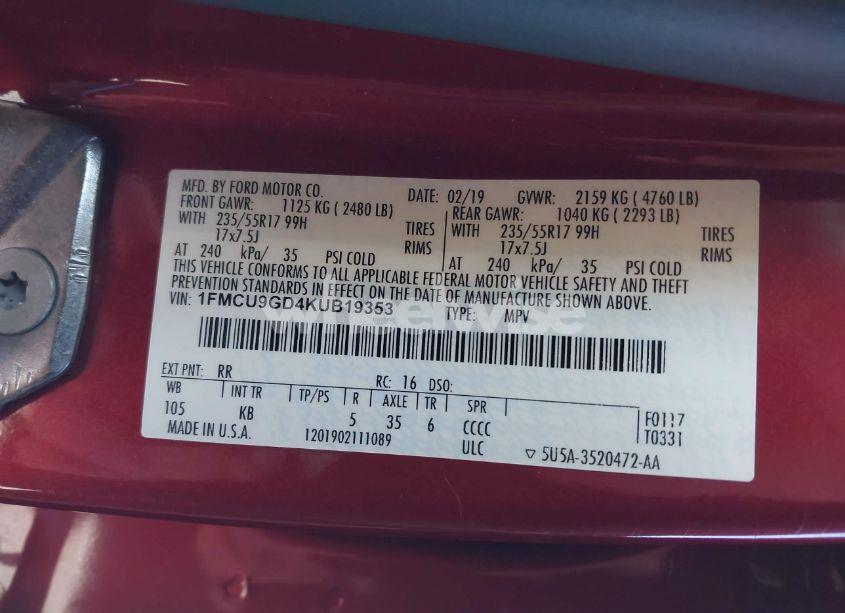 MFD. BY FORD MOTOR CO. DATE: 02/19 GVWR: 2159 KG ( 4760 LB)
FRONT GAWR: 1125 KG ( 2480 LB) REAR GAWR: 1040 KG ( 2293 LB)
WITH 235/55R17 99H TIRES WITH 235/55R17 99H TIRES
17x7.5J RIMS 17x7.5J RIMS
AT 240 kPa/ 35 PSI COLD AT 240 kPa/ 35 PSI COLD
THIS VEHICLE CONFORMS TO ALL APPLICABLE FEDERAL MOTOR VEHICLE SAFETY AND THEFT
PREVENTION STANDARDS IN EFFECT ON THE DATE OF MANUFACTURE SHOWN ABOVE.
VIN: 1FMCU9GD4KUB19353 TYPE: MPV
wheelwise
EXT PNT: RR RC: 16 DSO:
WB INT TR TP/PS R AXLE TR SPR
105 KB 5 35 6 CCCC F0117
MADE IN U.S.A. 1201902111089 ULC T0331
▽ 5U5A-3520472-AA